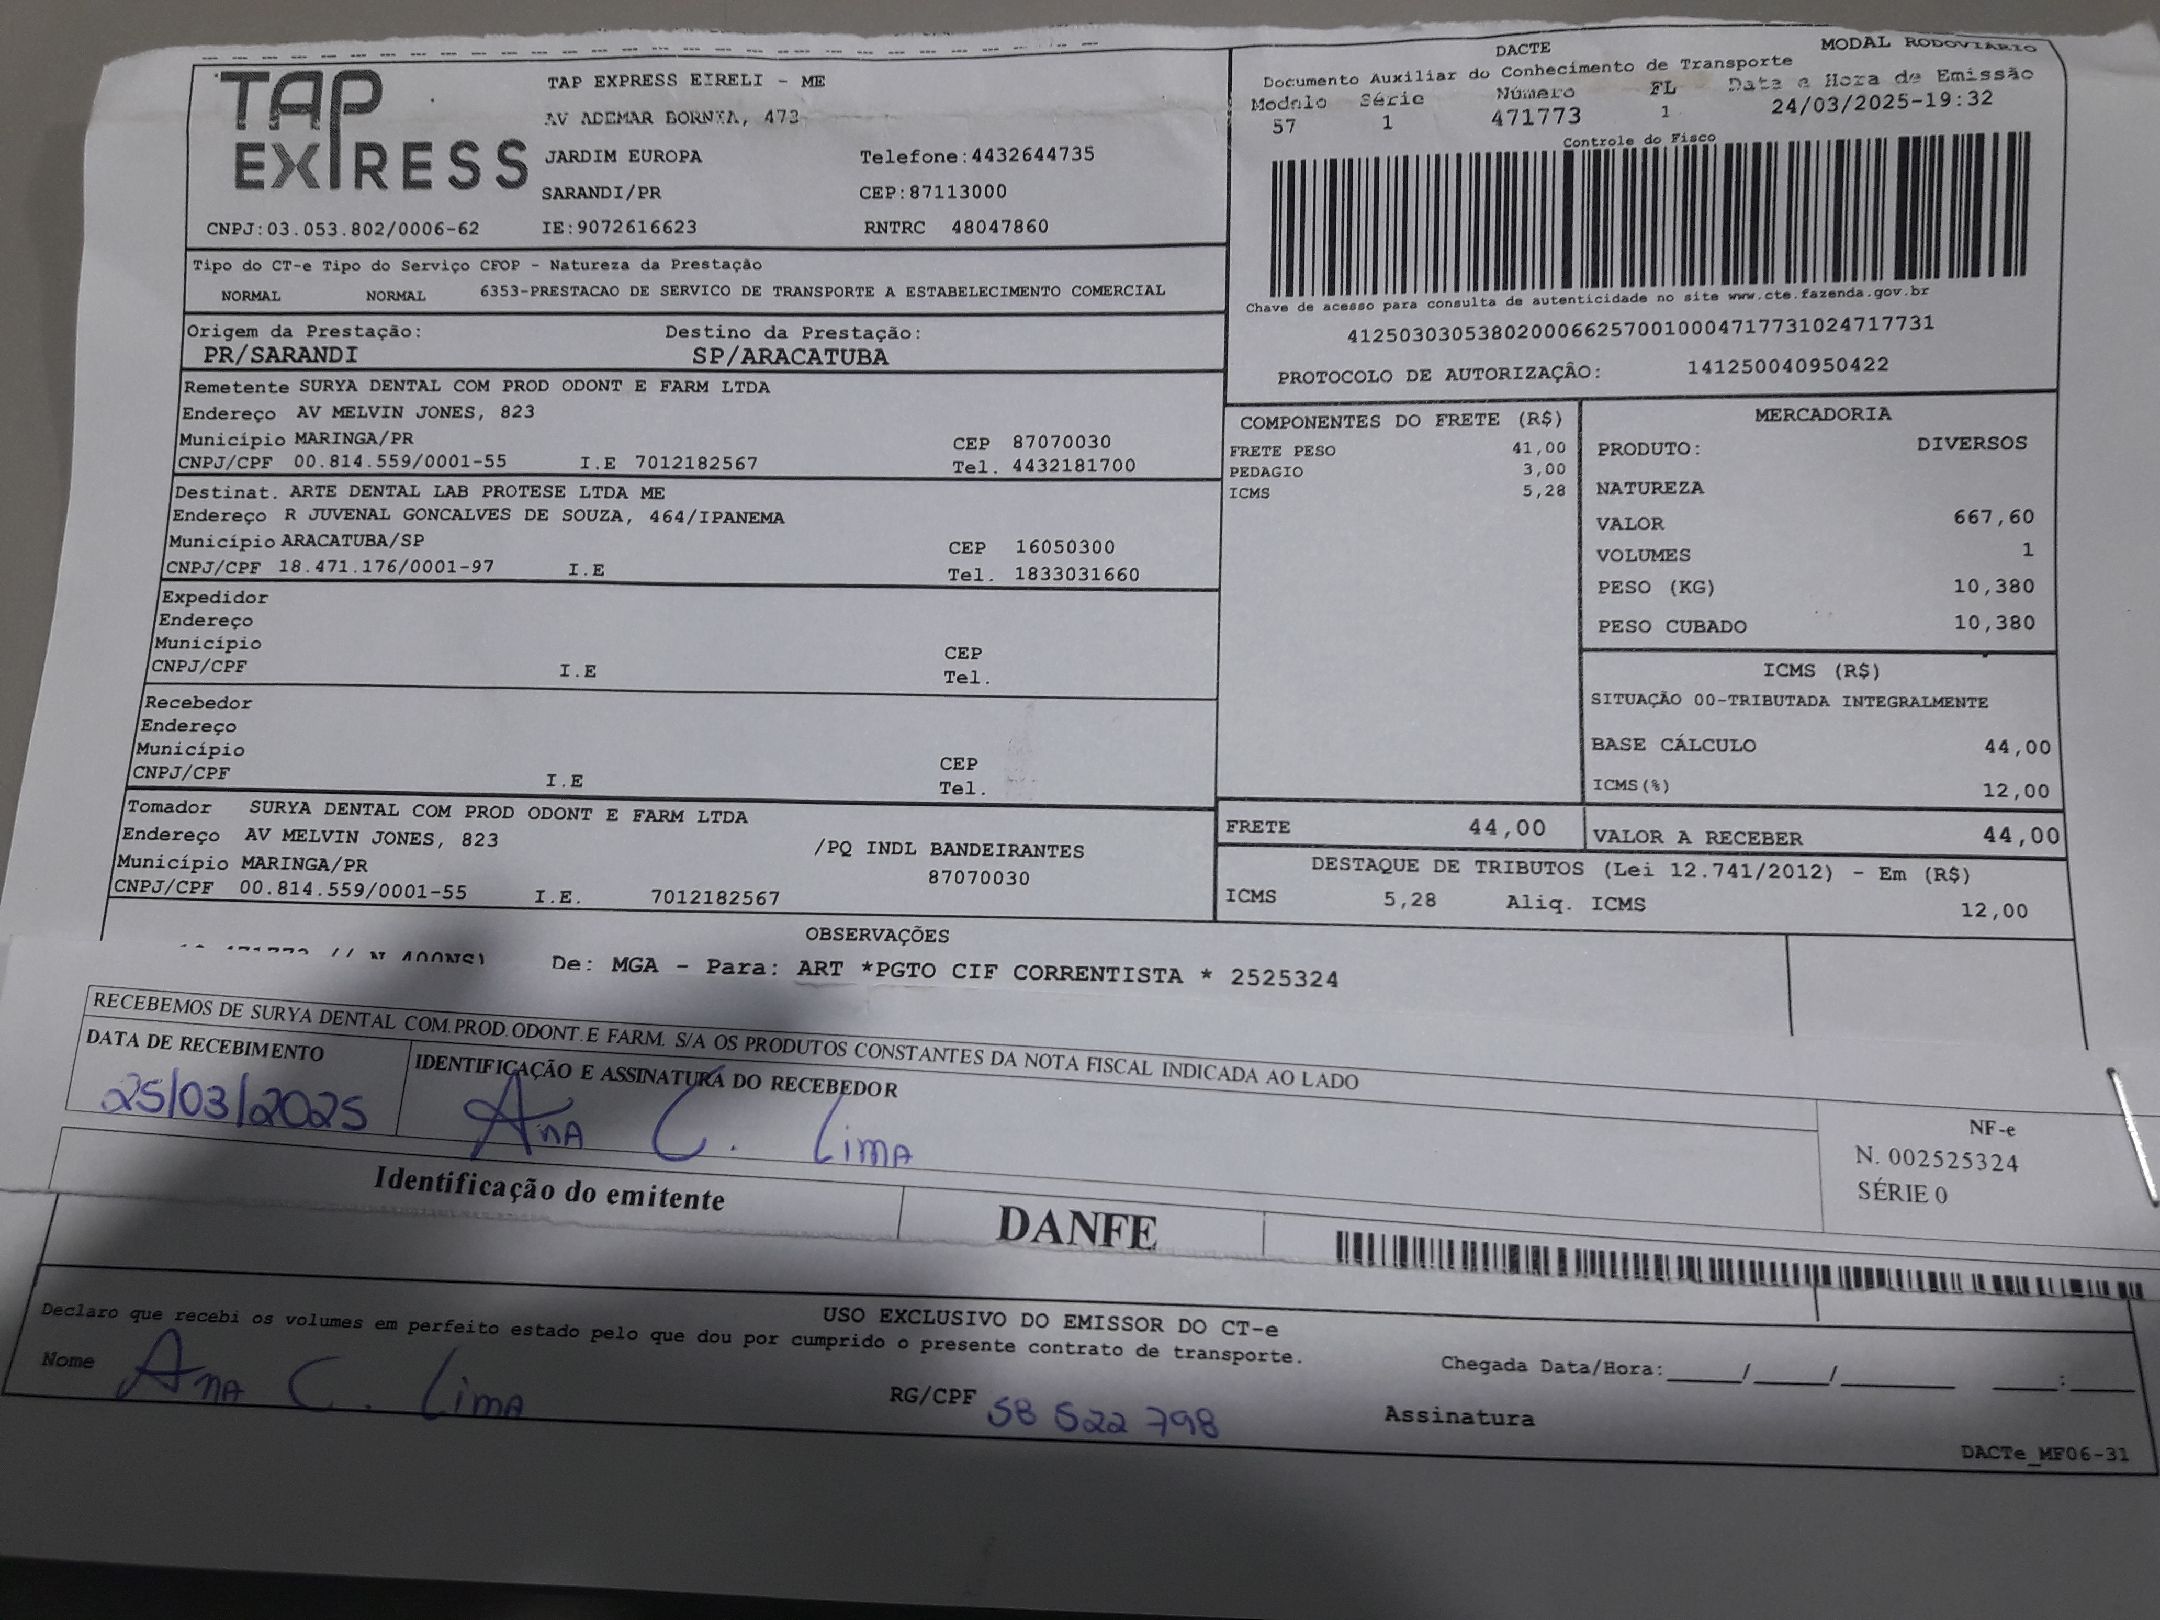 TAP EXPRESS
TAP EXPRESS EIRELI - ME
AV ADEMAR BORNIA, 473
JARDIM EUROPA Telefone:4432644735
SARANDI/PR CEP:87113000
CNPJ:03.053.802/0006-62 IE:9072616623 RNTRC 48047860
DACTE MODAL RODOVIARIO
Documento Auxiliar do Conhecimento de Transporte
Modelo Série Número FL Data e Hora de Emissão
57 1 471773 1 24/03/2025-19:32
Controle do Fisco
Chave de acesso para consulta de autenticidade no site www.cte.fazenda.gov.br
41250303053802000662570010004717731024717731
PROTOCOLO DE AUTORIZAÇÃO: 141250040950422
Tipo do CT-e Tipo do Serviço CFOP - Natureza da Prestação
NORMAL NORMAL 6353-PRESTACAO DE SERVICO DE TRANSPORTE A ESTABELECIMENTO COMERCIAL
Origem da Prestação: Destino da Prestação:
PR/SARANDI SP/ARACATUBA
Remetente SURYA DENTAL COM PROD ODONT E FARM LTDA
Endereço AV MELVIN JONES, 823
Município MARINGA/PR CEP 87070030
CNPJ/CPF 00.814.559/0001-55 I.E 7012182567 Tel. 4432181700
Destinat. ARTE DENTAL LAB PROTESE LTDA ME
Endereço R JUVENAL GONCALVES DE SOUZA, 464/IPANEMA
Município ARACATUBA/SP CEP 16050300
CNPJ/CPF 18.471.176/0001-97 I.E Tel. 1833031660
Expedidor
Endereço
Município CEP
CNPJ/CPF I.E Tel.
Recebedor
Endereço
Município CEP
CNPJ/CPF I.E Tel.
Tomador SURYA DENTAL COM PROD ODONT E FARM LTDA
Endereço AV MELVIN JONES, 823 /PQ INDL BANDEIRANTES
Município MARINGA/PR 87070030
CNPJ/CPF 00.814.559/0001-55 I.E. 7012182567
COMPONENTES DO FRETE (R$)
FRETE PESO 41,00
PEDAGIO 3,00
ICMS 5,28
MERCADORIA
PRODUTO: DIVERSOS
NATUREZA
VALOR 667,60
VOLUMES 1
PESO (KG) 10,380
PESO CUBADO 10,380
ICMS (R$)
SITUAÇÃO 00-TRIBUTADA INTEGRALMENTE
BASE CÁLCULO 44,00
ICMS(%) 12,00
FRETE 44,00 VALOR A RECEBER 44,00
DESTAQUE DE TRIBUTOS (Lei 12.741/2012) - Em (R$)
ICMS 5,28 Aliq. ICMS 12,00
OBSERVAÇÕES
De: MGA - Para: ART *PGTO CIF CORRENTISTA * 2525324
RECEBEMOS DE SURYA DENTAL COM.PROD.ODONT.E FARM. S/A OS PRODUTOS CONSTANTES DA NOTA FISCAL INDICADA AO LADO
DATA DE RECEBIMENTO IDENTIFICAÇÃO E ASSINATURA DO RECEBEDOR
25/03/2025 Ana C. Lima
NF-e
N. 002525324
SÉRIE 0
Identificação do emitente DANFE
USO EXCLUSIVO DO EMISSOR DO CT-e
Declaro que recebi os volumes em perfeito estado pelo que dou por cumprido o presente contrato de transporte.
Nome Ana C. Lima RG/CPF 58 522 798 Chegada Data/Hora:____/____/______ ____:____
Assinatura
DACTe_MF06-31